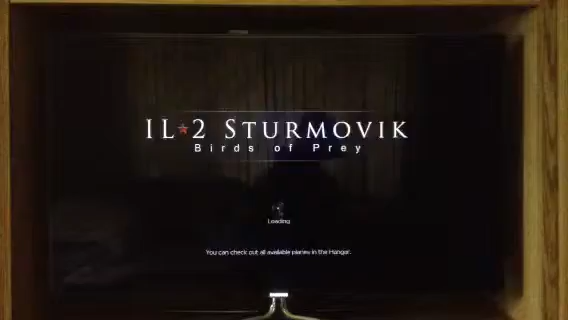 IL★2 STURMOVIK
Birds of Prey
Loading
You can check out all available planes in the Hangar.